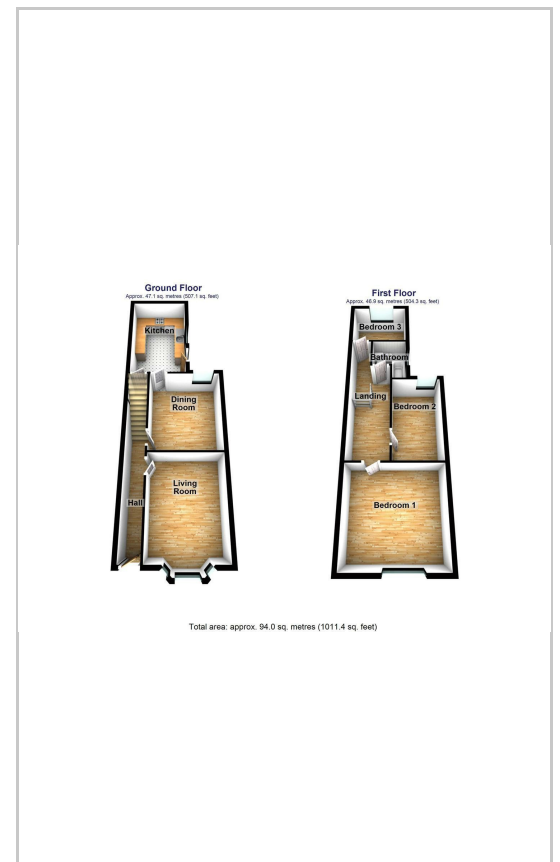 Ground Floor
Approx. 47.1 sq. metres (507.1 sq. feet)
Kitchen
Dining
Room
Living
Room
Hall
First Floor
Approx. 46.9 sq. metres (504.3 sq. feet)
Bedroom 3
Bathroom
Landing
Bedroom 2
Bedroom 1
Total area: approx. 94.0 sq. metres (1011.4 sq. feet)